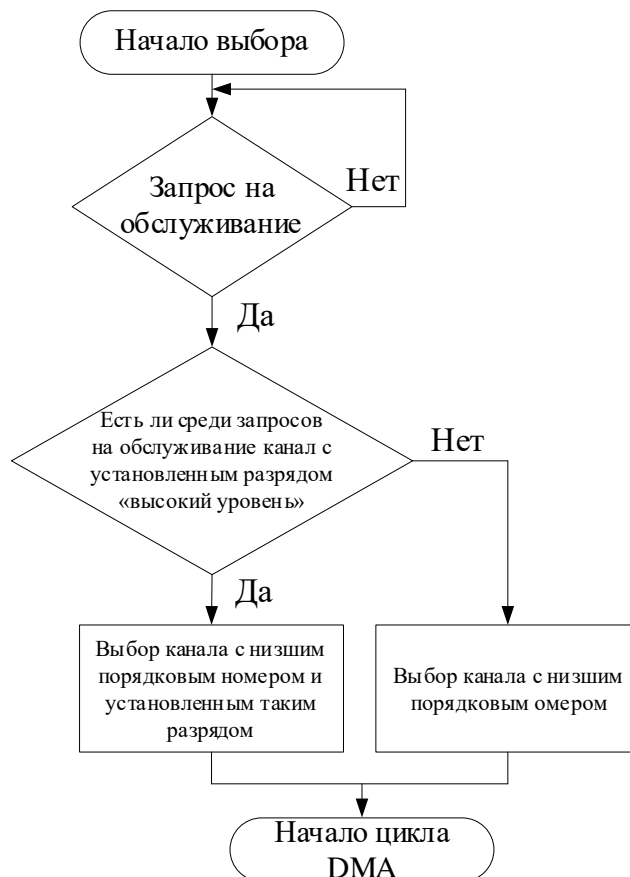 Начало выбора
Запрос на
обслуживание
Нет
Да
Есть ли среди запросов
на обслуживание канал с
установленным разрядом
«высокий уровень»
Нет
Да
Выбор канала с низшим
порядковым номером и
установленным таким
разрядом
Выбор канала с низшим
порядковым омером
Начало цикла
DMA